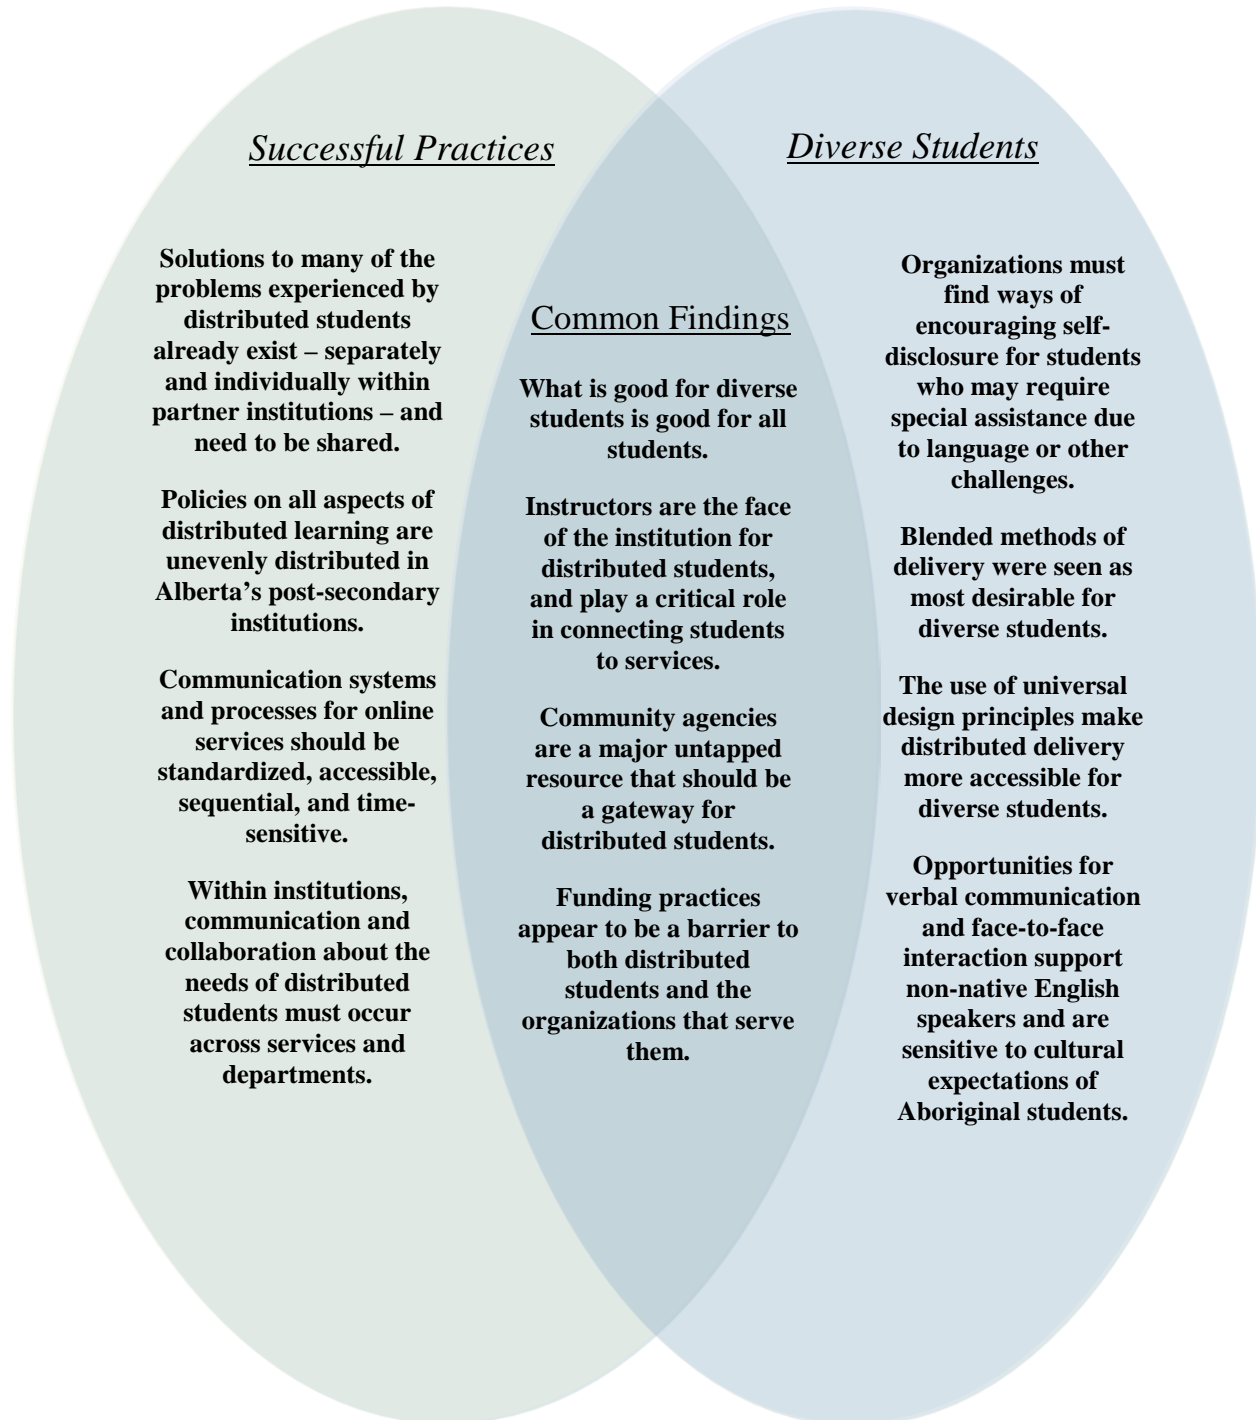 Successful Practices
Solutions to many of the
problems experienced by
distributed students
already exist – separately
and individually within
partner institutions – and
need to be shared.
Policies on all aspects of
distributed learning are
unevenly distributed in
Alberta’s post-secondary
institutions.
Communication systems
and processes for online
services should be
standardized, accessible,
sequential, and time-
sensitive.
Within institutions,
communication and
collaboration about the
needs of distributed
students must occur
across services and
departments.
Common Findings
What is good for diverse
students is good for all
students.
Instructors are the face
of the institution for
distributed students,
and play a critical role
in connecting students
to services.
Community agencies
are a major untapped
resource that should be
a gateway for
distributed students.
Funding practices
appear to be a barrier to
both distributed
students and the
organizations that serve
them.
Diverse Students
Organizations must
find ways of
encouraging self-
disclosure for students
who may require
special assistance due
to language or other
challenges.
Blended methods of
delivery were seen as
most desirable for
diverse students.
The use of universal
design principles make
distributed delivery
more accessible for
diverse students.
Opportunities for
verbal communication
and face-to-face
interaction support
non-native English
speakers and are
sensitive to cultural
expectations of
Aboriginal students.